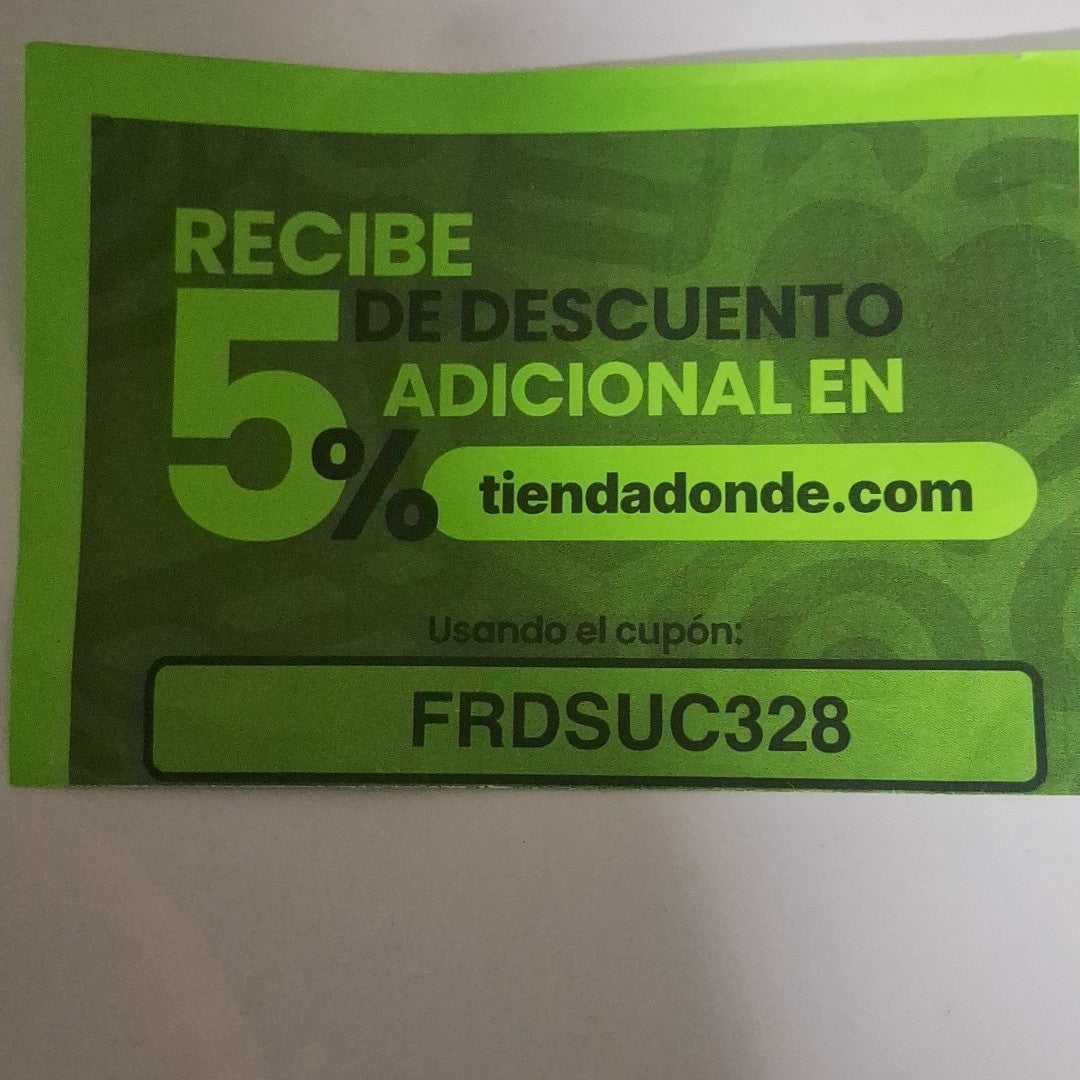 RECIBE
5% DE DESCUENTO
ADICIONAL EN
tiendadonde.com
Usando el cupón:
FRDSUC328